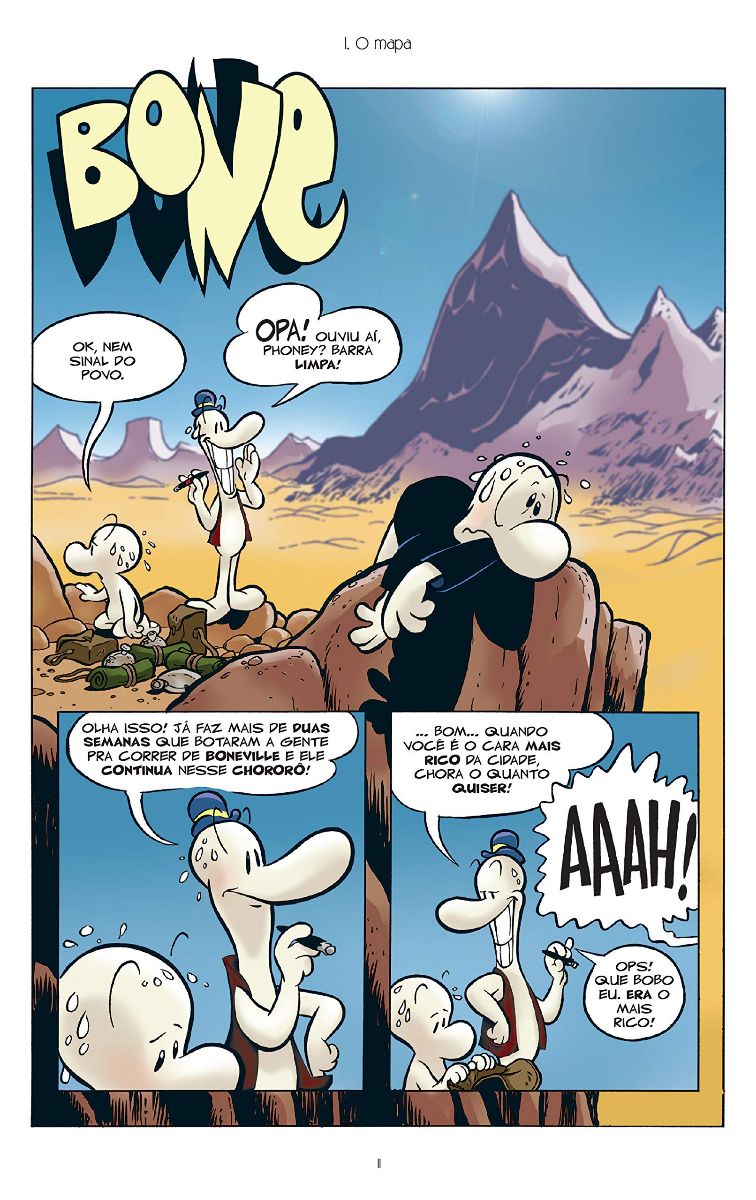 1. O mapa
BONE
OK, NEM
SINAL DO
POVO.
OPA! OUVIU AÍ,
PHONEY? BARRA
LIMPA!
OLHA ISSO! JÁ FAZ MAIS DE DUAS
SEMANAS QUE BOTARAM A GENTE
PRA CORRER DE BONEVILLE E ELE
CONTINUA NESSE CHORORÔ!
... BOM... QUANDO
VOCÊ É O CARA MAIS
RICO DA CIDADE,
CHORA O QUANTO
QUISER!
AAAH!
OPS!
QUE BOBO
EU. ERA O
MAIS
RICO!
11